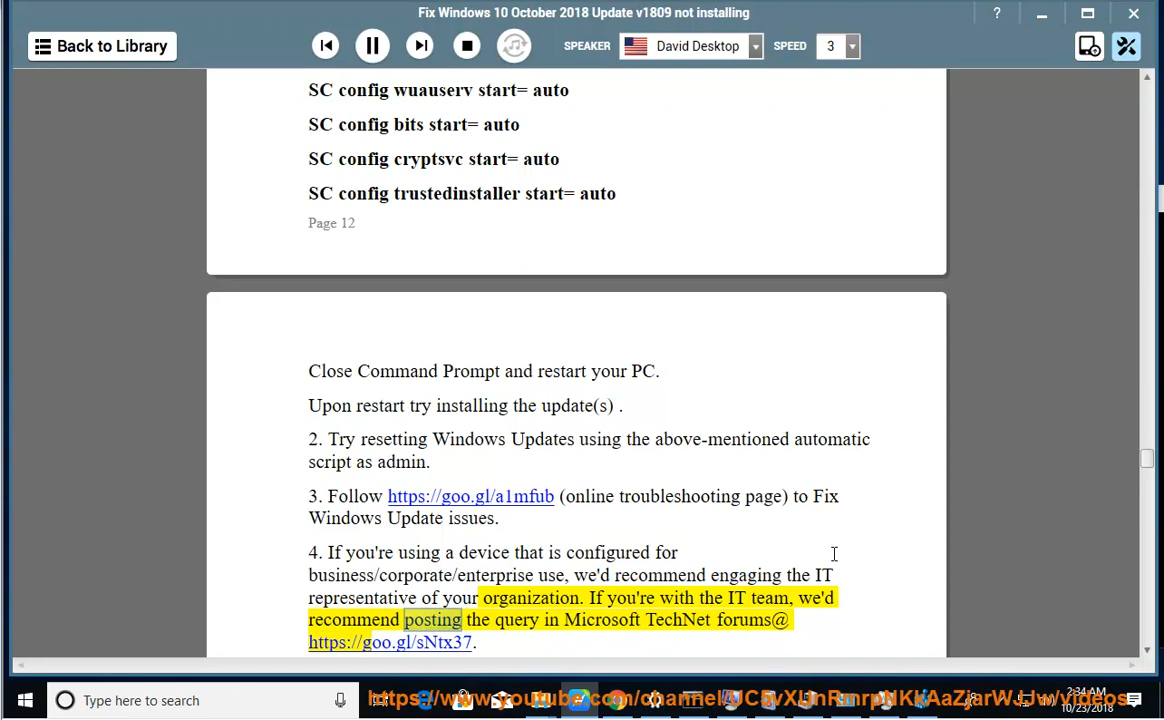 Fix Windows 10 October 2018 Update v1809 not installing
Back to Library
SPEAKER David Desktop SPEED 3
SC config wuauserv start= auto
SC config bits start= auto
SC config cryptsvc start= auto
SC config trustedinstaller start= auto
Page 12
Close Command Prompt and restart your PC.
Upon restart try installing the update(s) .
2. Try resetting Windows Updates using the above-mentioned automatic
script as admin.
3. Follow https://goo.gl/a1mfub (online troubleshooting page) to Fix
Windows Update issues.
4. If you're using a device that is configured for
business/corporate/enterprise use, we'd recommend engaging the IT
representative of your organization. If you're with the IT team, we'd
recommend posting the query in Microsoft TechNet forums@
https://goo.gl/sNtx37.
Type here to search
2:34 AM
10/23/2018